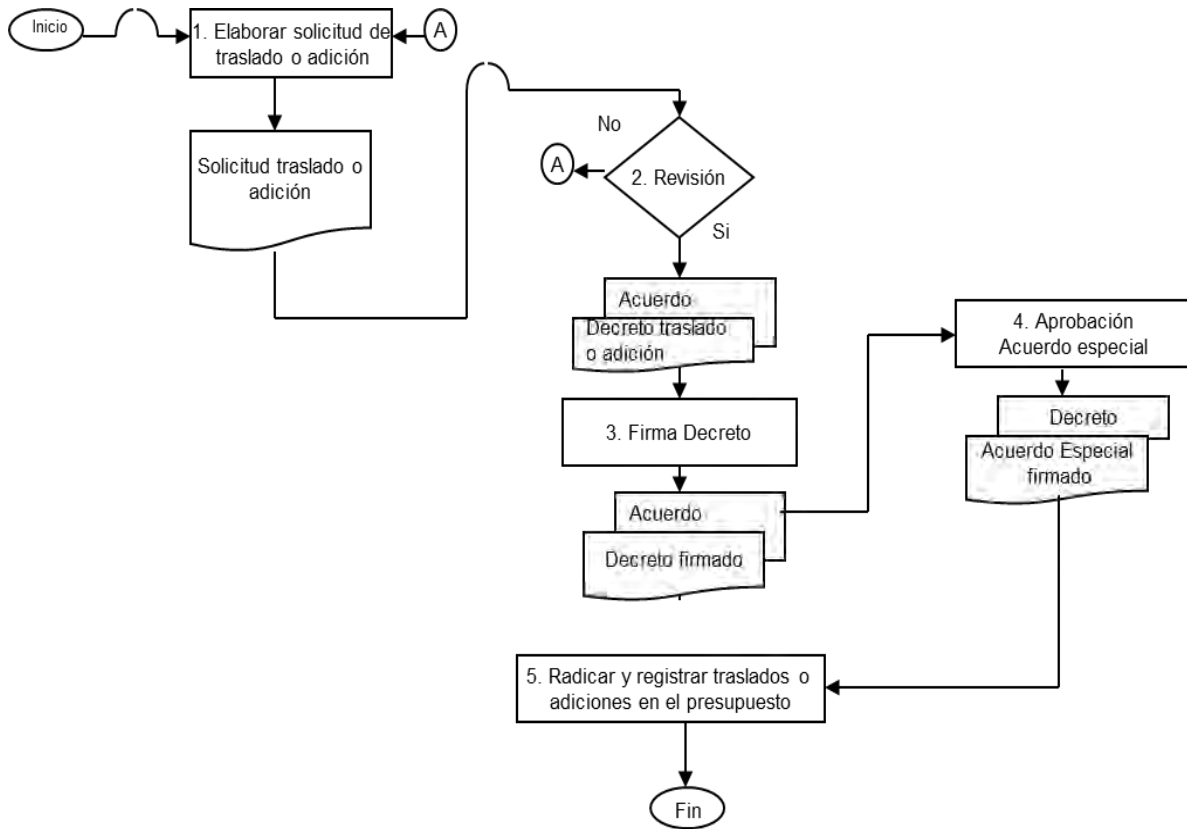 Inicio
1. Elaborar solicitud de
traslado o adición
A
Solicitud traslado o
adición
No
A
2. Revisión
Si
Acuerdo
Decreto traslado
o adición
3. Firma Decreto
Acuerdo
Decreto firmado
4. Aprobación
Acuerdo especial
Decreto
Acuerdo Especial
firmado
5. Radicar y registrar traslados o
adiciones en el presupuesto
Fin